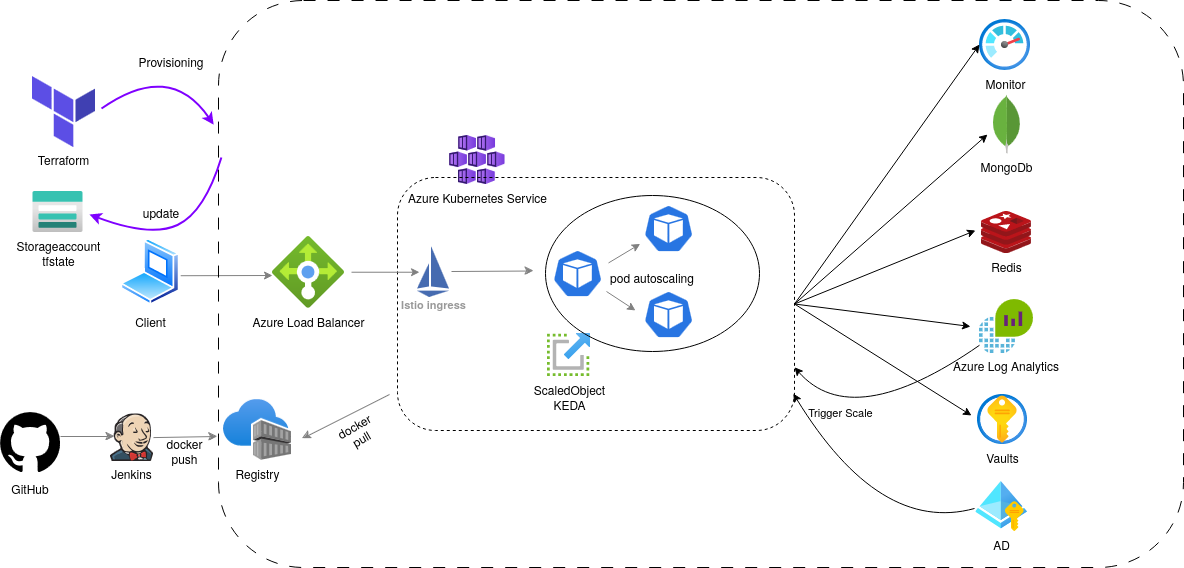 Provisioning
Terraform
update
Storageaccount
tfstate
Client
Azure Load Balancer
Azure Kubernetes Service
Istio ingress
pod autoscaling
ScaledObject
KEDA
docker
pull
GitHub
Jenkins
docker
push
Registry
Monitor
MongoDb
Redis
Azure Log Analytics
Trigger Scale
Vaults
AD